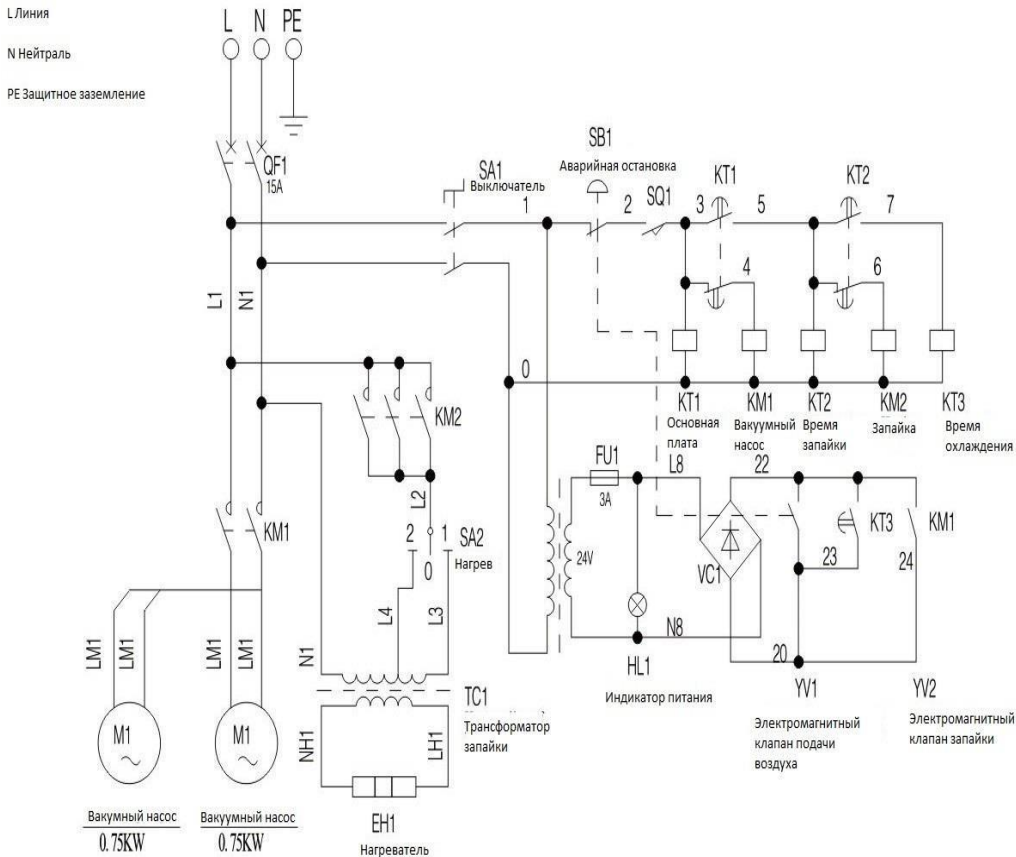 L Линия
N Нейтраль
PE Защитное заземление
L N PE
QF1
15A
SA1
Выключатель
1
SB1
Аварийная остановка
2
SQ1
3
KT1
5
KT2
7
4
6
L1
N1
0
KM2
KT1
Основная
плата
KM1
Вакуумный
насос
KT2
Время
запайки
KM2
Запайка
KT3
Время
охлаждения
L2
2
1
0
SA2
Нагрев
KM1
FU1
3A
L8
22
24V
VC1
KT3
KM1
23
24
L4
L3
N8
20
HL1
Индикатор питания
YV1
Электромагнитный
клапан подачи
воздуха
YV2
Электромагнитный
клапан запайки
LM1
LM1
LM1
LM1
N1
TC1
Трансформатор
запайки
M1
M1
NH1
LH1
EH1
Нагреватель
Вакумный насос
0. 75KW
Вакуумный насос
0. 75KW